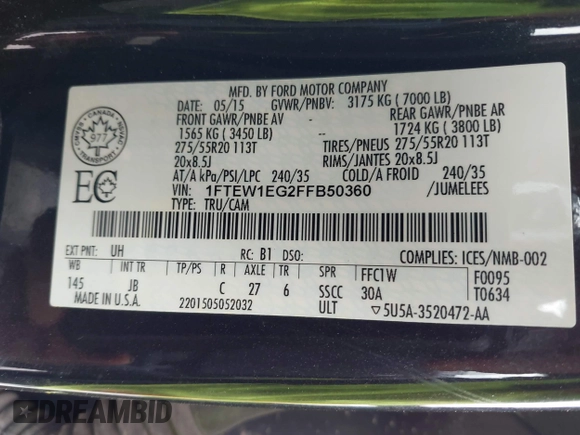 MFD. BY FORD MOTOR COMPANY
DATE: 05/15 GVWR/PNBV: 3175 KG ( 7000 LB)
FRONT GAWR/PNBE AV - REAR GAWR/PNBE AR
1565 KG ( 3450 LB) 1724 KG ( 3800 LB)
275/55R20 113T TIRES/PNEUS 275/55R20 113T
20x8.5J RIMS/JANTES 20x8.5J
AT/A kPa/PSI/LPC 240/35 COLD/A FROID 240/35
VIN: 1FTEW1EG2FFB50360 /JUMELEES
TYPE: TRU/CAM
CANADA
977
TRANSPORT
EC
EXT PNT: UH RC: B1 DSO: COMPLIES: ICES/NMB-002
WB INT TR TP/PS R AXLE TR SPR FFC1W F0095
145 JB C 27 6 SSCC 30A T0634
MADE IN U.S.A. 2201505052032 ULT ▽5U5A-3520472-AA
DREAMBID